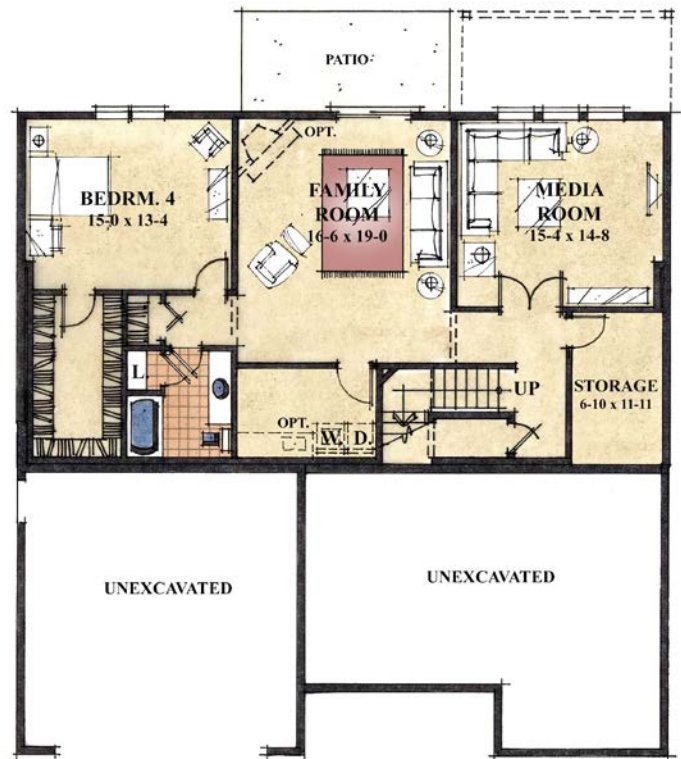 PATIO
OPT.
BEDRM. 4
15-0 x 13-4
FAMILY
ROOM
16-6 x 19-0
MEDIA
ROOM
15-4 x 14-8
L.
UP
STORAGE
6-10 x 11-11
OPT.
W. D.
UNEXCAVATED
UNEXCAVATED